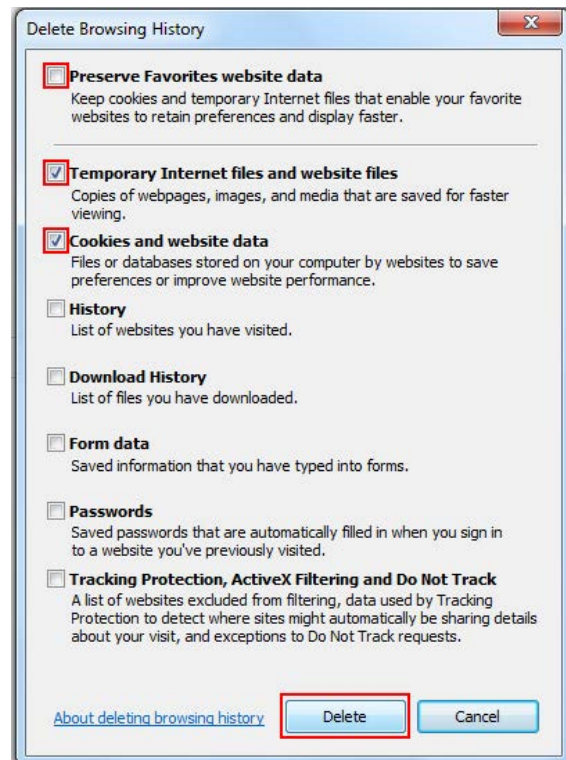 Delete Browsing History
Preserve Favorites website data
Keep cookies and temporary Internet files that enable your favorite
websites to retain preferences and display faster.
Temporary Internet files and website files
Copies of webpages, images, and media that are saved for faster
viewing.
Cookies and website data
Files or databases stored on your computer by websites to save
preferences or improve website performance.
History
List of websites you have visited.
Download History
List of files you have downloaded.
Form data
Saved information that you have typed into forms.
Passwords
Saved passwords that are automatically filled in when you sign in
to a website you've previously visited.
Tracking Protection, ActiveX Filtering and Do Not Track
A list of websites excluded from filtering, data used by Tracking
Protection to detect where sites might automatically be sharing details
about your visit, and exceptions to Do Not Track requests.
About deleting browsing history Delete Cancel